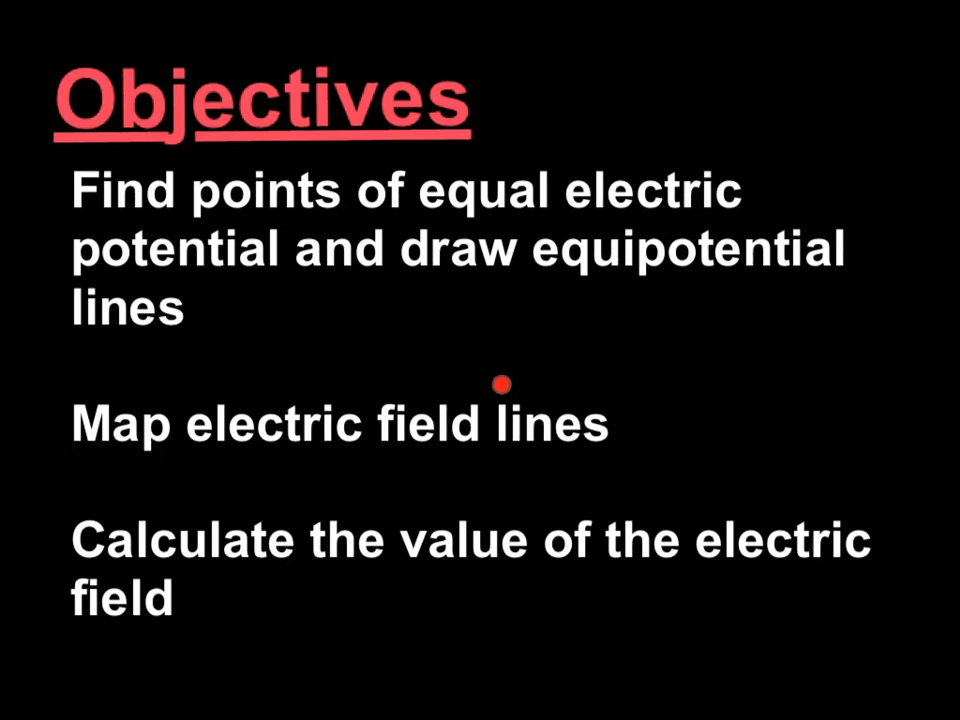 Objectives
Find points of equal electric
potential and draw equipotential
lines
Map electric field lines
Calculate the value of the electric
field